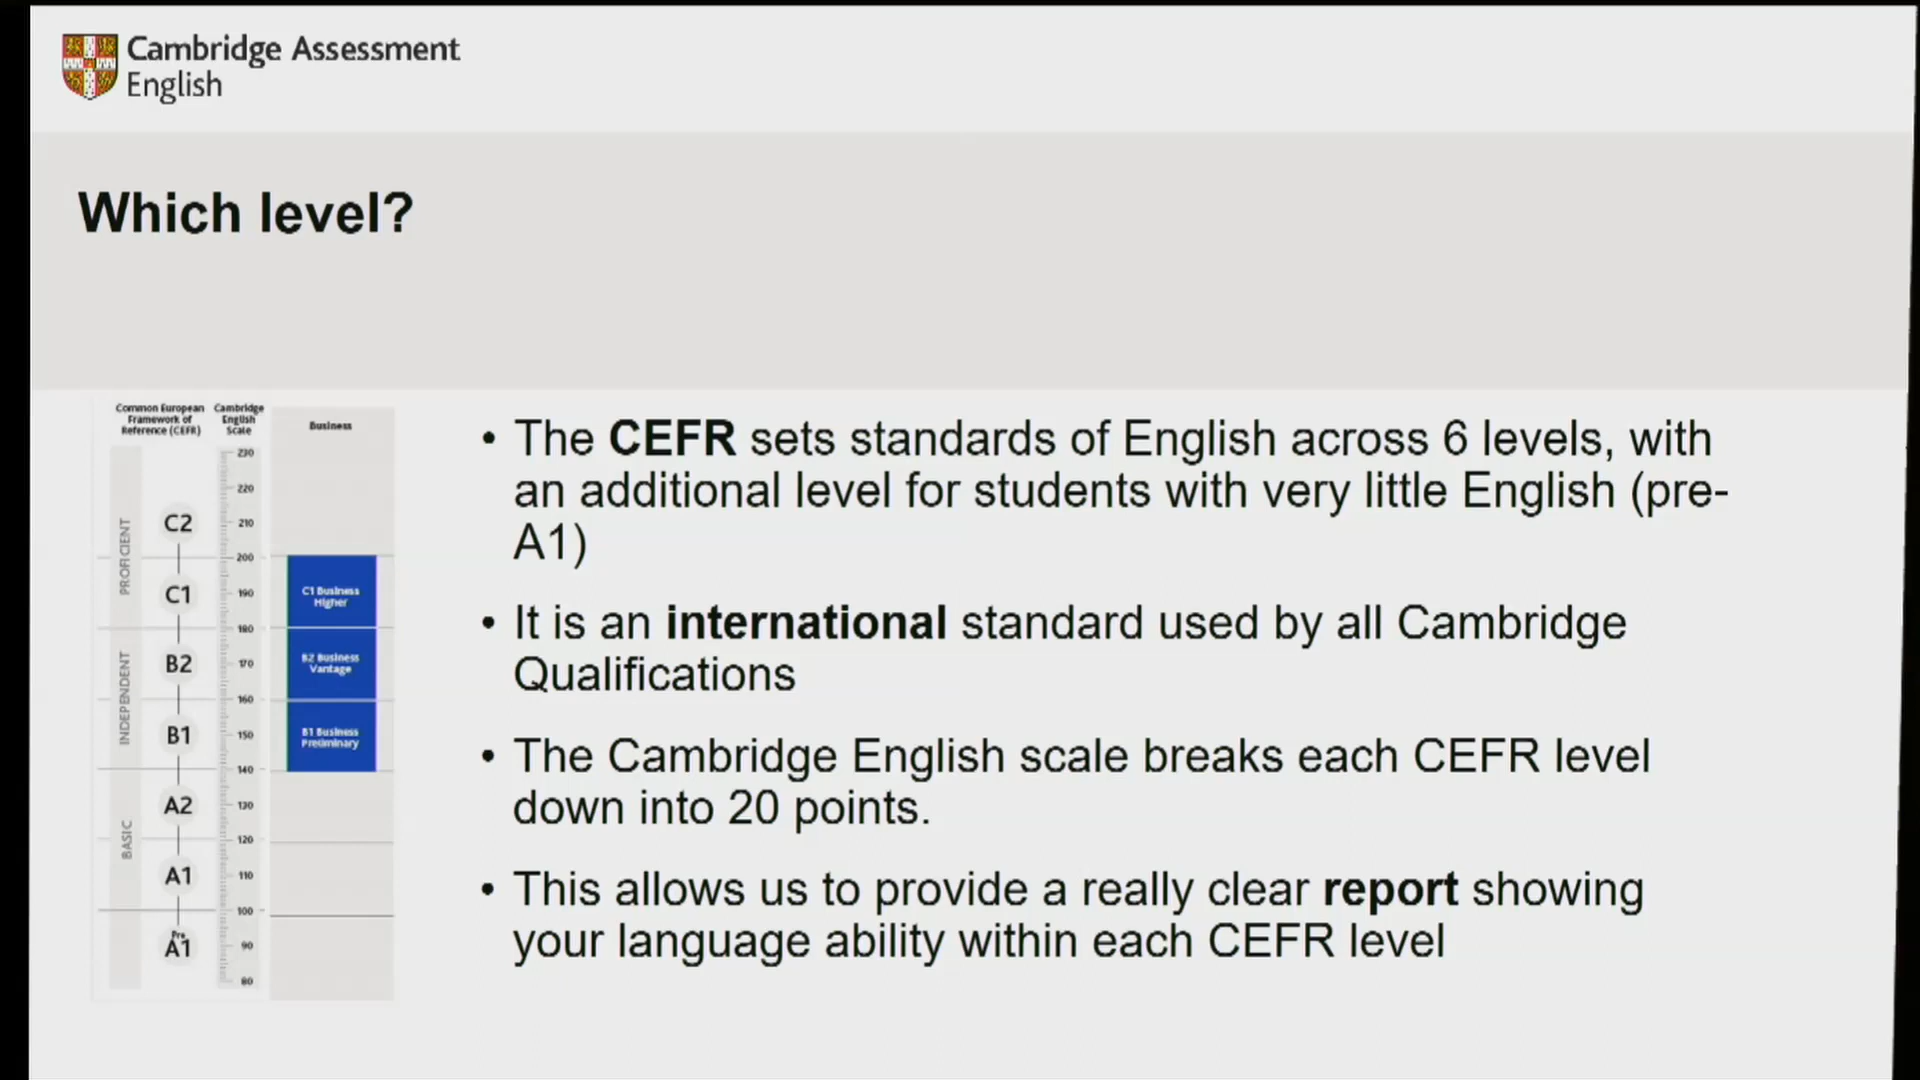 Cambridge Assessment
English
Which level?
Common European
Framework of
Reference (CEFR)
Cambridge
English
Scale
Business
PROFICIENT
INDEPENDENT
BASIC
C2
C1
B2
B1
A2
A1
Pre
A1
230
220
210
200
190
180
170
160
150
140
130
120
110
100
90
80
C1 Business
Higher
B2 Business
Vantage
B1 Business
Preliminary
• The CEFR sets standards of English across 6 levels, with
an additional level for students with very little English (pre-
A1)
• It is an international standard used by all Cambridge
Qualifications
• The Cambridge English scale breaks each CEFR level
down into 20 points.
• This allows us to provide a really clear report showing
your language ability within each CEFR level